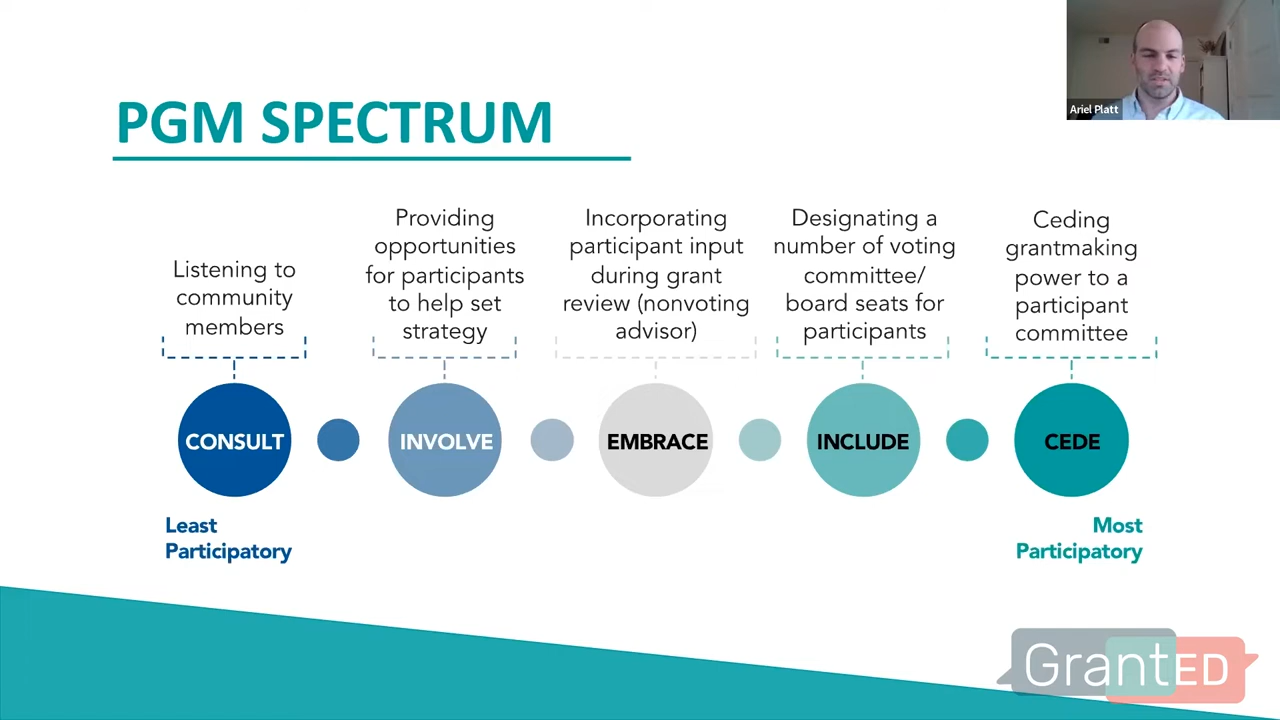 Ariel Platt
PGM SPECTRUM
Listening to
community
members
Providing
opportunities
for participants
to help set
strategy
Incorporating
participant input
during grant
review (nonvoting
advisor)
Designating a
number of voting
committee/
board seats for
participants
Ceding
grantmaking
power to a
participant
committee
CONSULT
INVOLVE
EMBRACE
INCLUDE
CEDE
Least
Participatory
Most
Participatory
GrantED